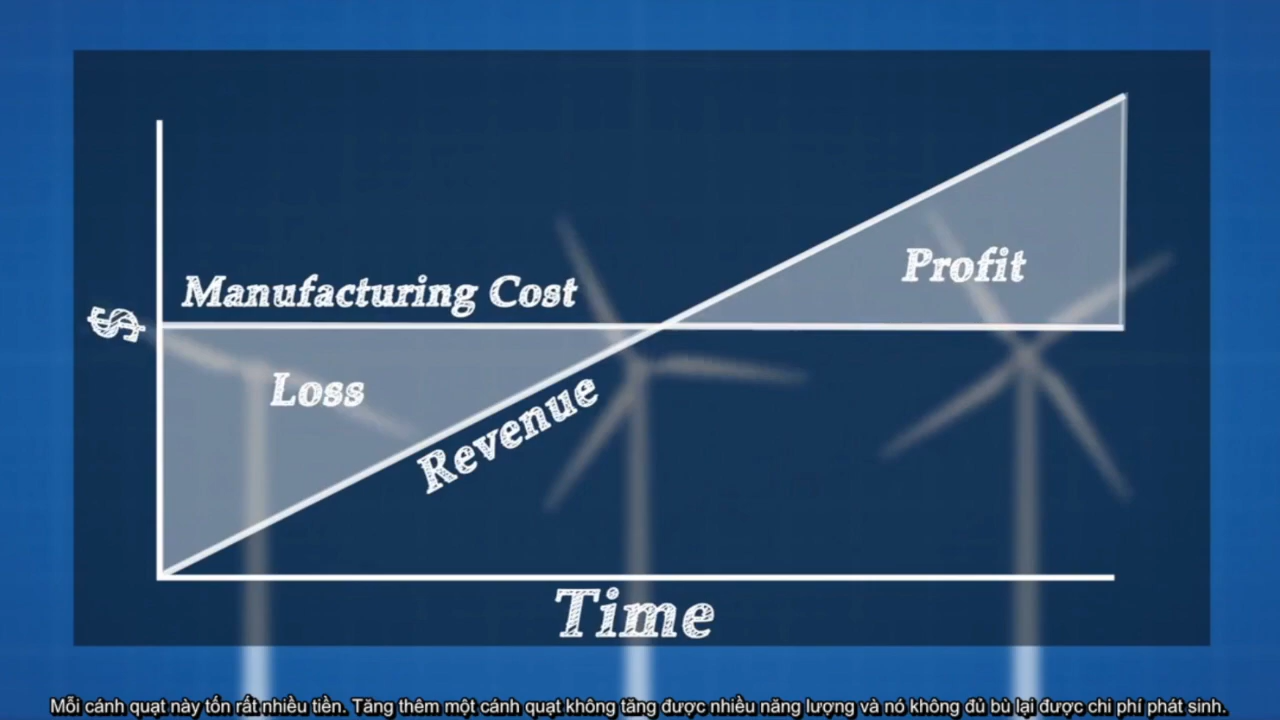 Manufacturing Cost
Profit
$
Loss
Revenue
Time
Mỗi cánh quạt này tốn rất nhiều tiền. Tăng thêm một cánh quạt không tăng được nhiều năng lượng và nó không đủ bù lại được chi phí phát sinh.